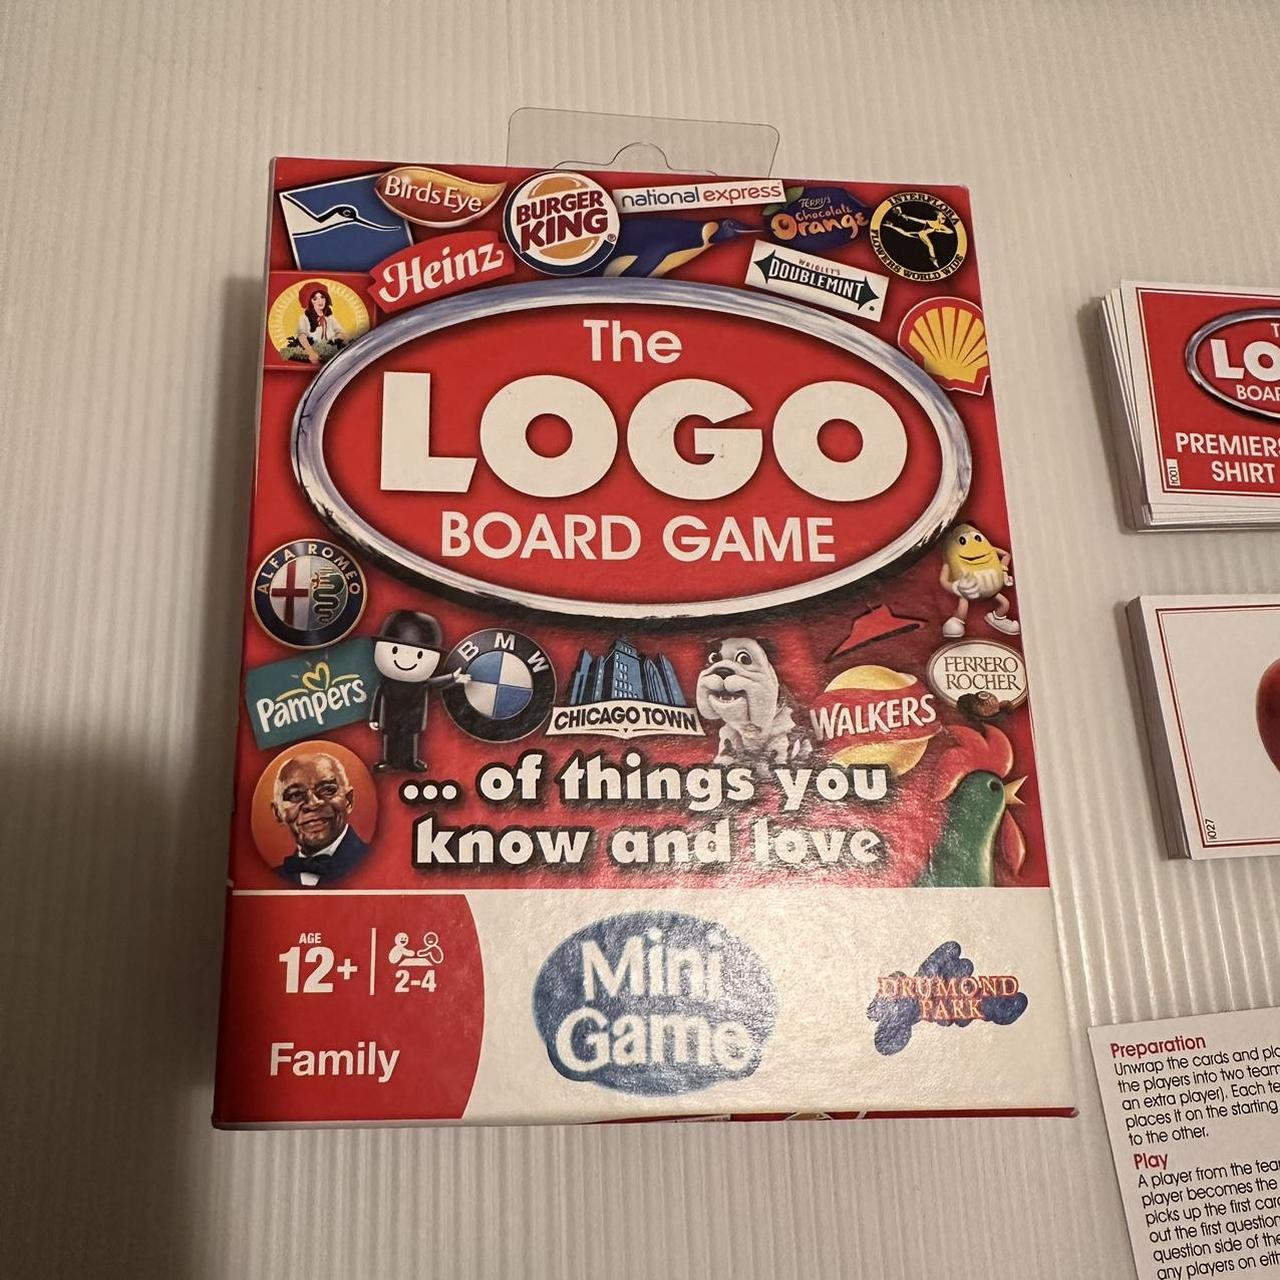 Birds Eye
BURGER
KING
®
national express
TERRY'S
Chocolate
Orange
INTERFLORA
FLOWERS WORLD WIDE
Heinz
WRIGLEY'S
DOUBLEMINT
®
The
LOGO
BOARD GAME
ALFA ROMEO
Pampers
BMW
CHICAGO TOWN
WALKERS
FERRERO
ROCHER
... of things you
know and love
AGE
12+
2-4
Family
Mini
Game
DRUMOND
PARK
LO
BOAR
PREMIERS
SHIRT
I001
I027
Preparation
Unwrap the cards and pla
the players into two team
an extra player). Each te
places it on the starting
to the other.
Play
A player from the tea
player becomes the
picks up the first card
out the first question
question side of the
any players on eith